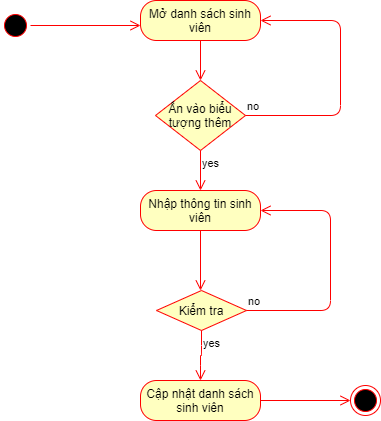 Mở danh sách sinh
viên
Ấn vào biểu
tượng thêm
no
yes
Nhập thông tin sinh
viên
Kiểm tra
no
yes
Cập nhật danh sách
sinh viên